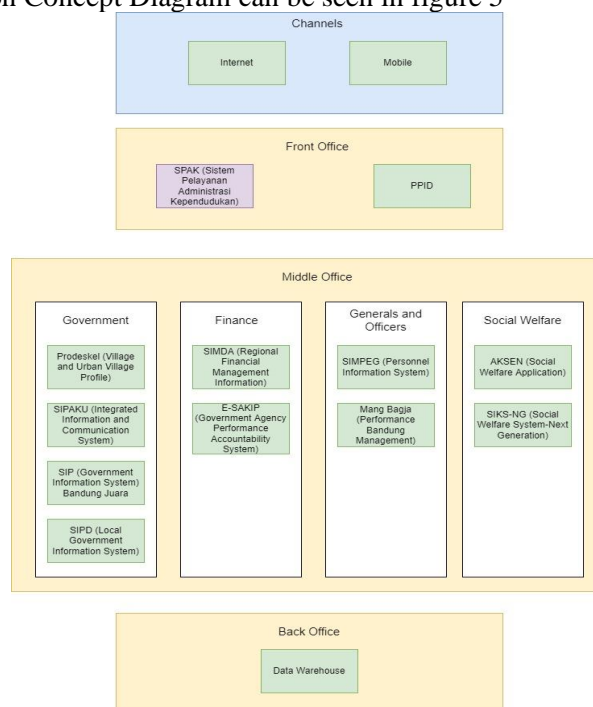 on Concept Diagram can be seen in figure 5
Channels
Internet
Mobile
Front Office
SPAK (Sistem
Pelayanan
Administrasi
Kependudukan)
PPID
Middle Office
Government
Prodeskel (Village
and Urban Village
Profile)
SIPAKU (Integrated
Information and
Communication
System)
SIP (Government
Information System)
Bandung Juara
SIPD (Local
Government
Information System)
Finance
SIMDA (Regional
Financial
Management
Information)
E-SAKIP
(Government Agency
Performance
Accountability
System)
Generals and
Officers
SIMPEG (Personnel
Information System)
Mang Bagja
(Performance
Bandung
Management)
Social Welfare
AKSEN (Social
Welfare Application)
SIKS-NG (Social
Welfare System-Next
Generation)
Back Office
Data Warehouse